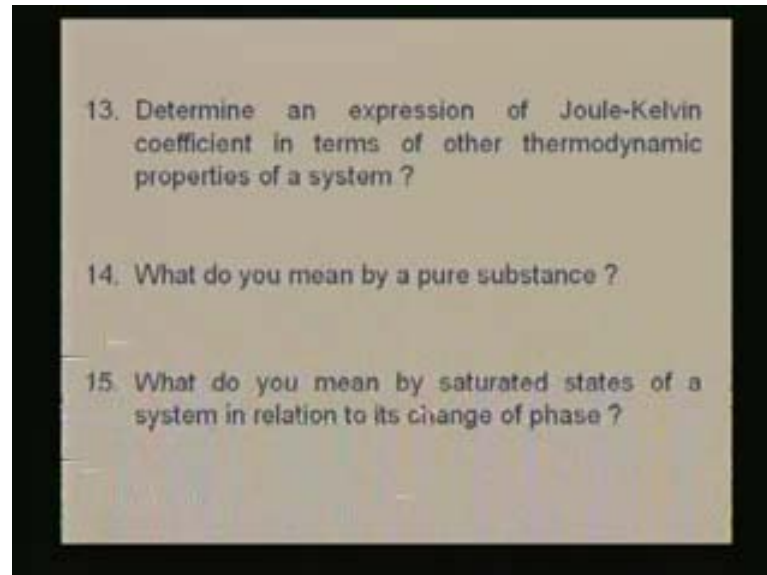 13. Determine an expression of Joule-Kelvin
coefficient in terms of other thermodynamic
properties of a system ?
14. What do you mean by a pure substance ?
15. What do you mean by saturated states of a
system in relation to its change of phase ?